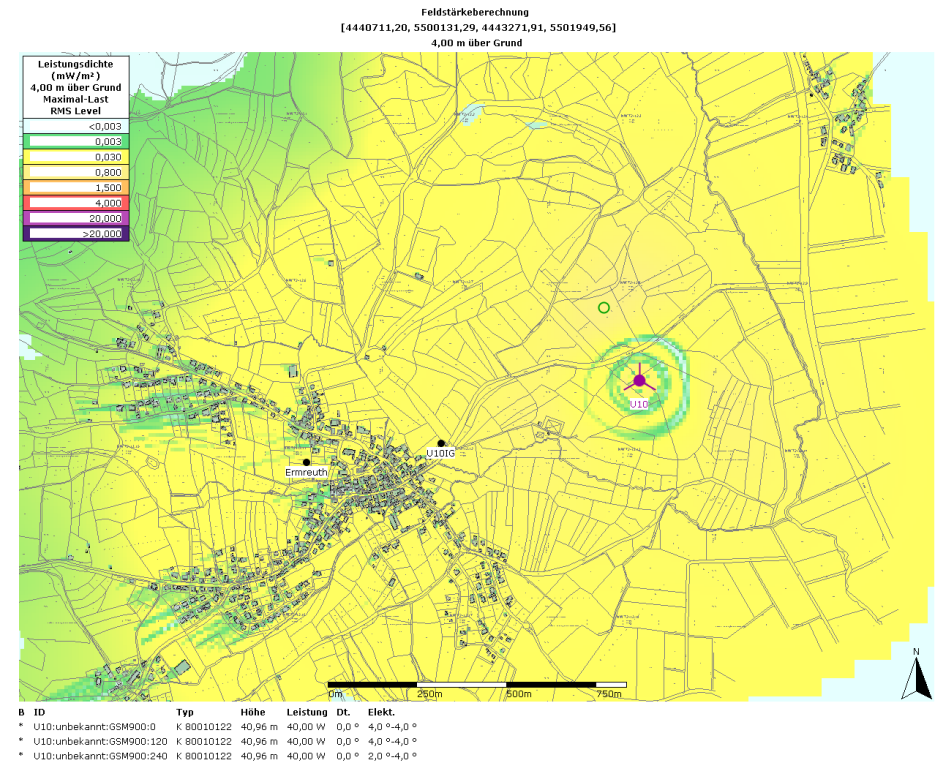 Feldstärkeberechnung
[4440711,20, 5500131,29, 4443271,91, 5501949,56]
4,00 m über Grund
Leistungsdichte
(mW/m²)
4,00 m über Grund
Maximal-Last
RMS Level
<0,003
0,003
0,030
0,800
1,500
4,000
20,000
>20,000
U10
U10IG
Ermreuth
N
0m 250m 500m 750m
B ID Typ Höhe Leistung Dt. Elekt.
* U10:unbekannt:GSM900:0 K 80010122 40,96 m 40,00 W 0,0 ° 4,0 °-4,0 °
* U10:unbekannt:GSM900:120 K 80010122 40,96 m 40,00 W 0,0 ° 4,0 °-4,0 °
* U10:unbekannt:GSM900:240 K 80010122 40,96 m 40,00 W 0,0 ° 2,0 °-4,0 °